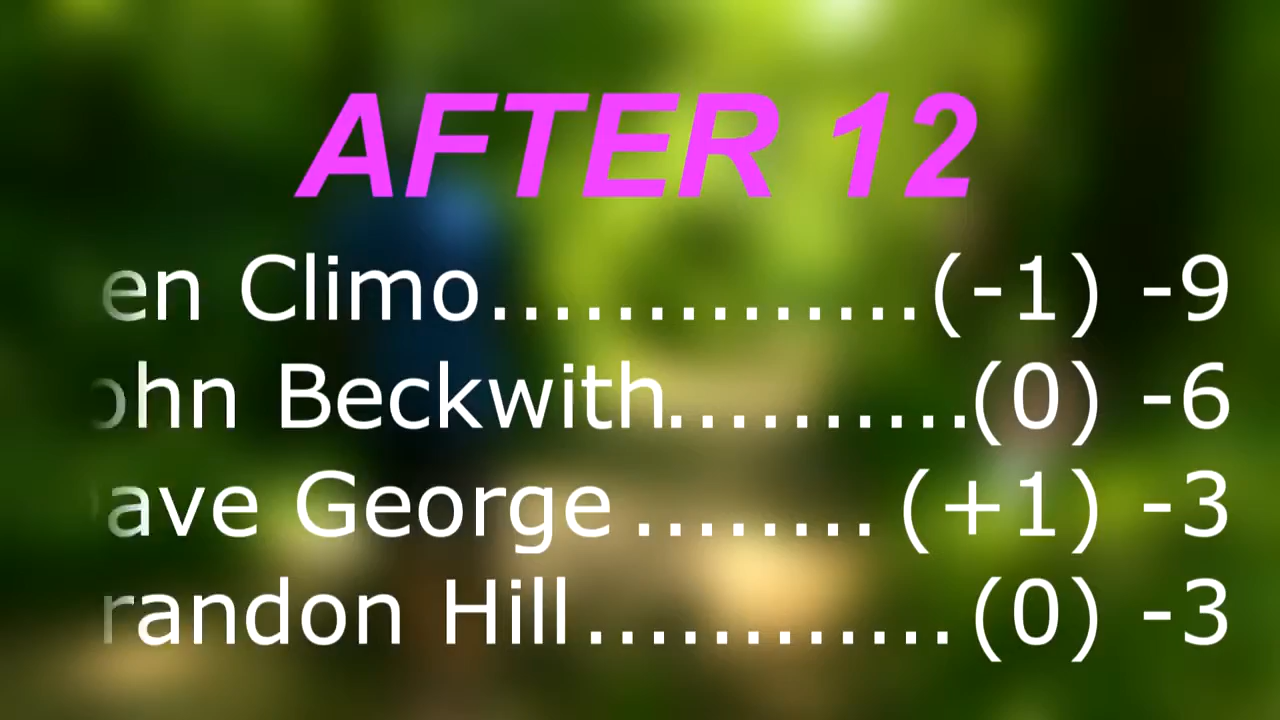 AFTER 12
en Climo..............(-1) -9
ohn Beckwith..........(0) -6
ave George ........ (+1) -3
randon Hill ............ (0) -3